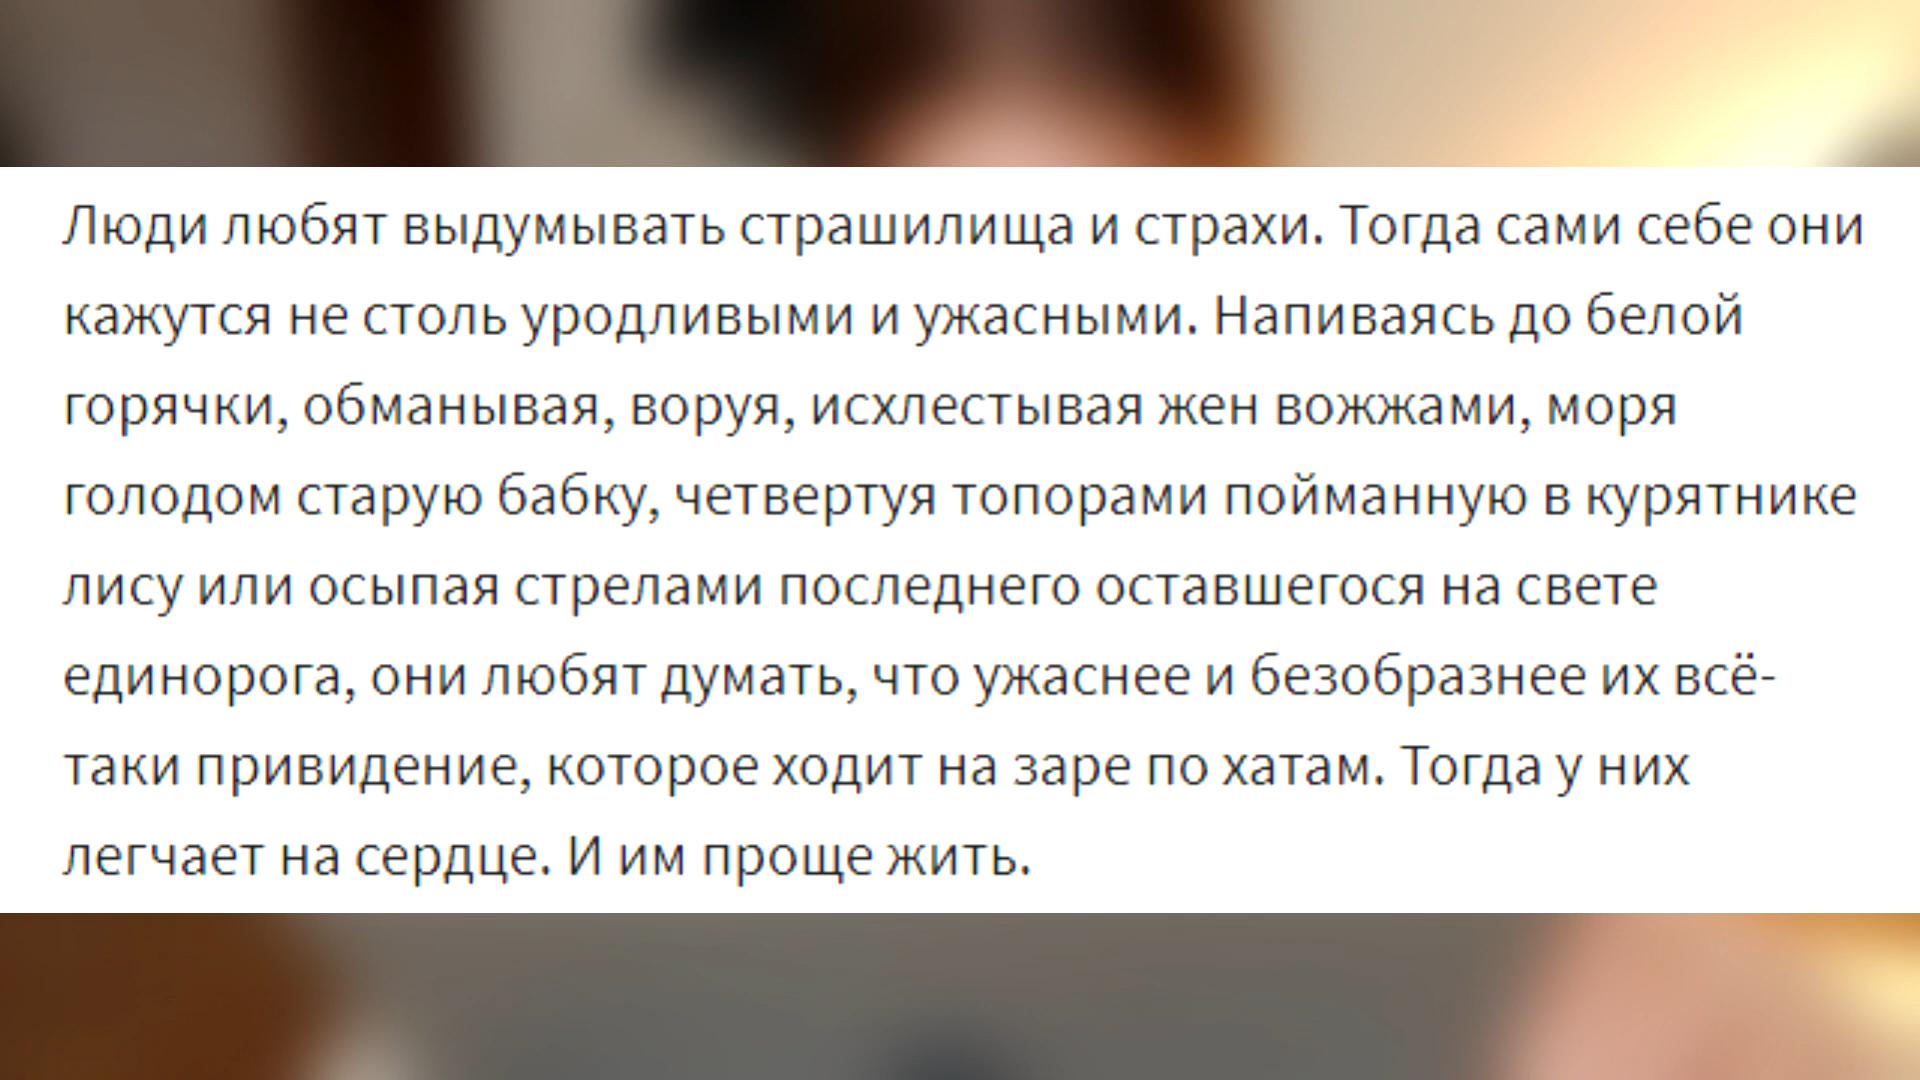 Люди любят выдумывать страшилища и страхи. Тогда сами себе они
кажутся не столь уродливыми и ужасными. Напиваясь до белой
горячки, обманывая, воруя, исхлестывая жен вожжами, моря
голодом старую бабку, четвертуя топорами пойманную в курятнике
лису или осыпая стрелами последнего оставшегося на свете
единорога, они любят думать, что ужаснее и безобразнее их всё-
таки привидение, которое ходит на заре по хатам. Тогда у них
легчает на сердце. И им проще жить.